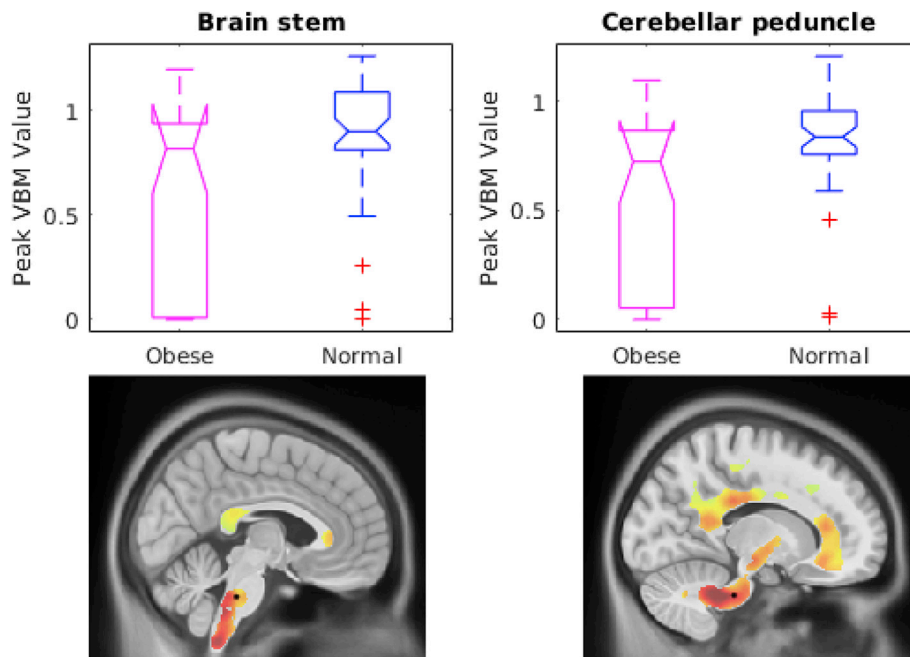 Brain stem
Peak VBM Value
1
0.5
0
Obese Normal
Cerebellar peduncle
Peak VBM Value
1
0.5
0
Obese Normal